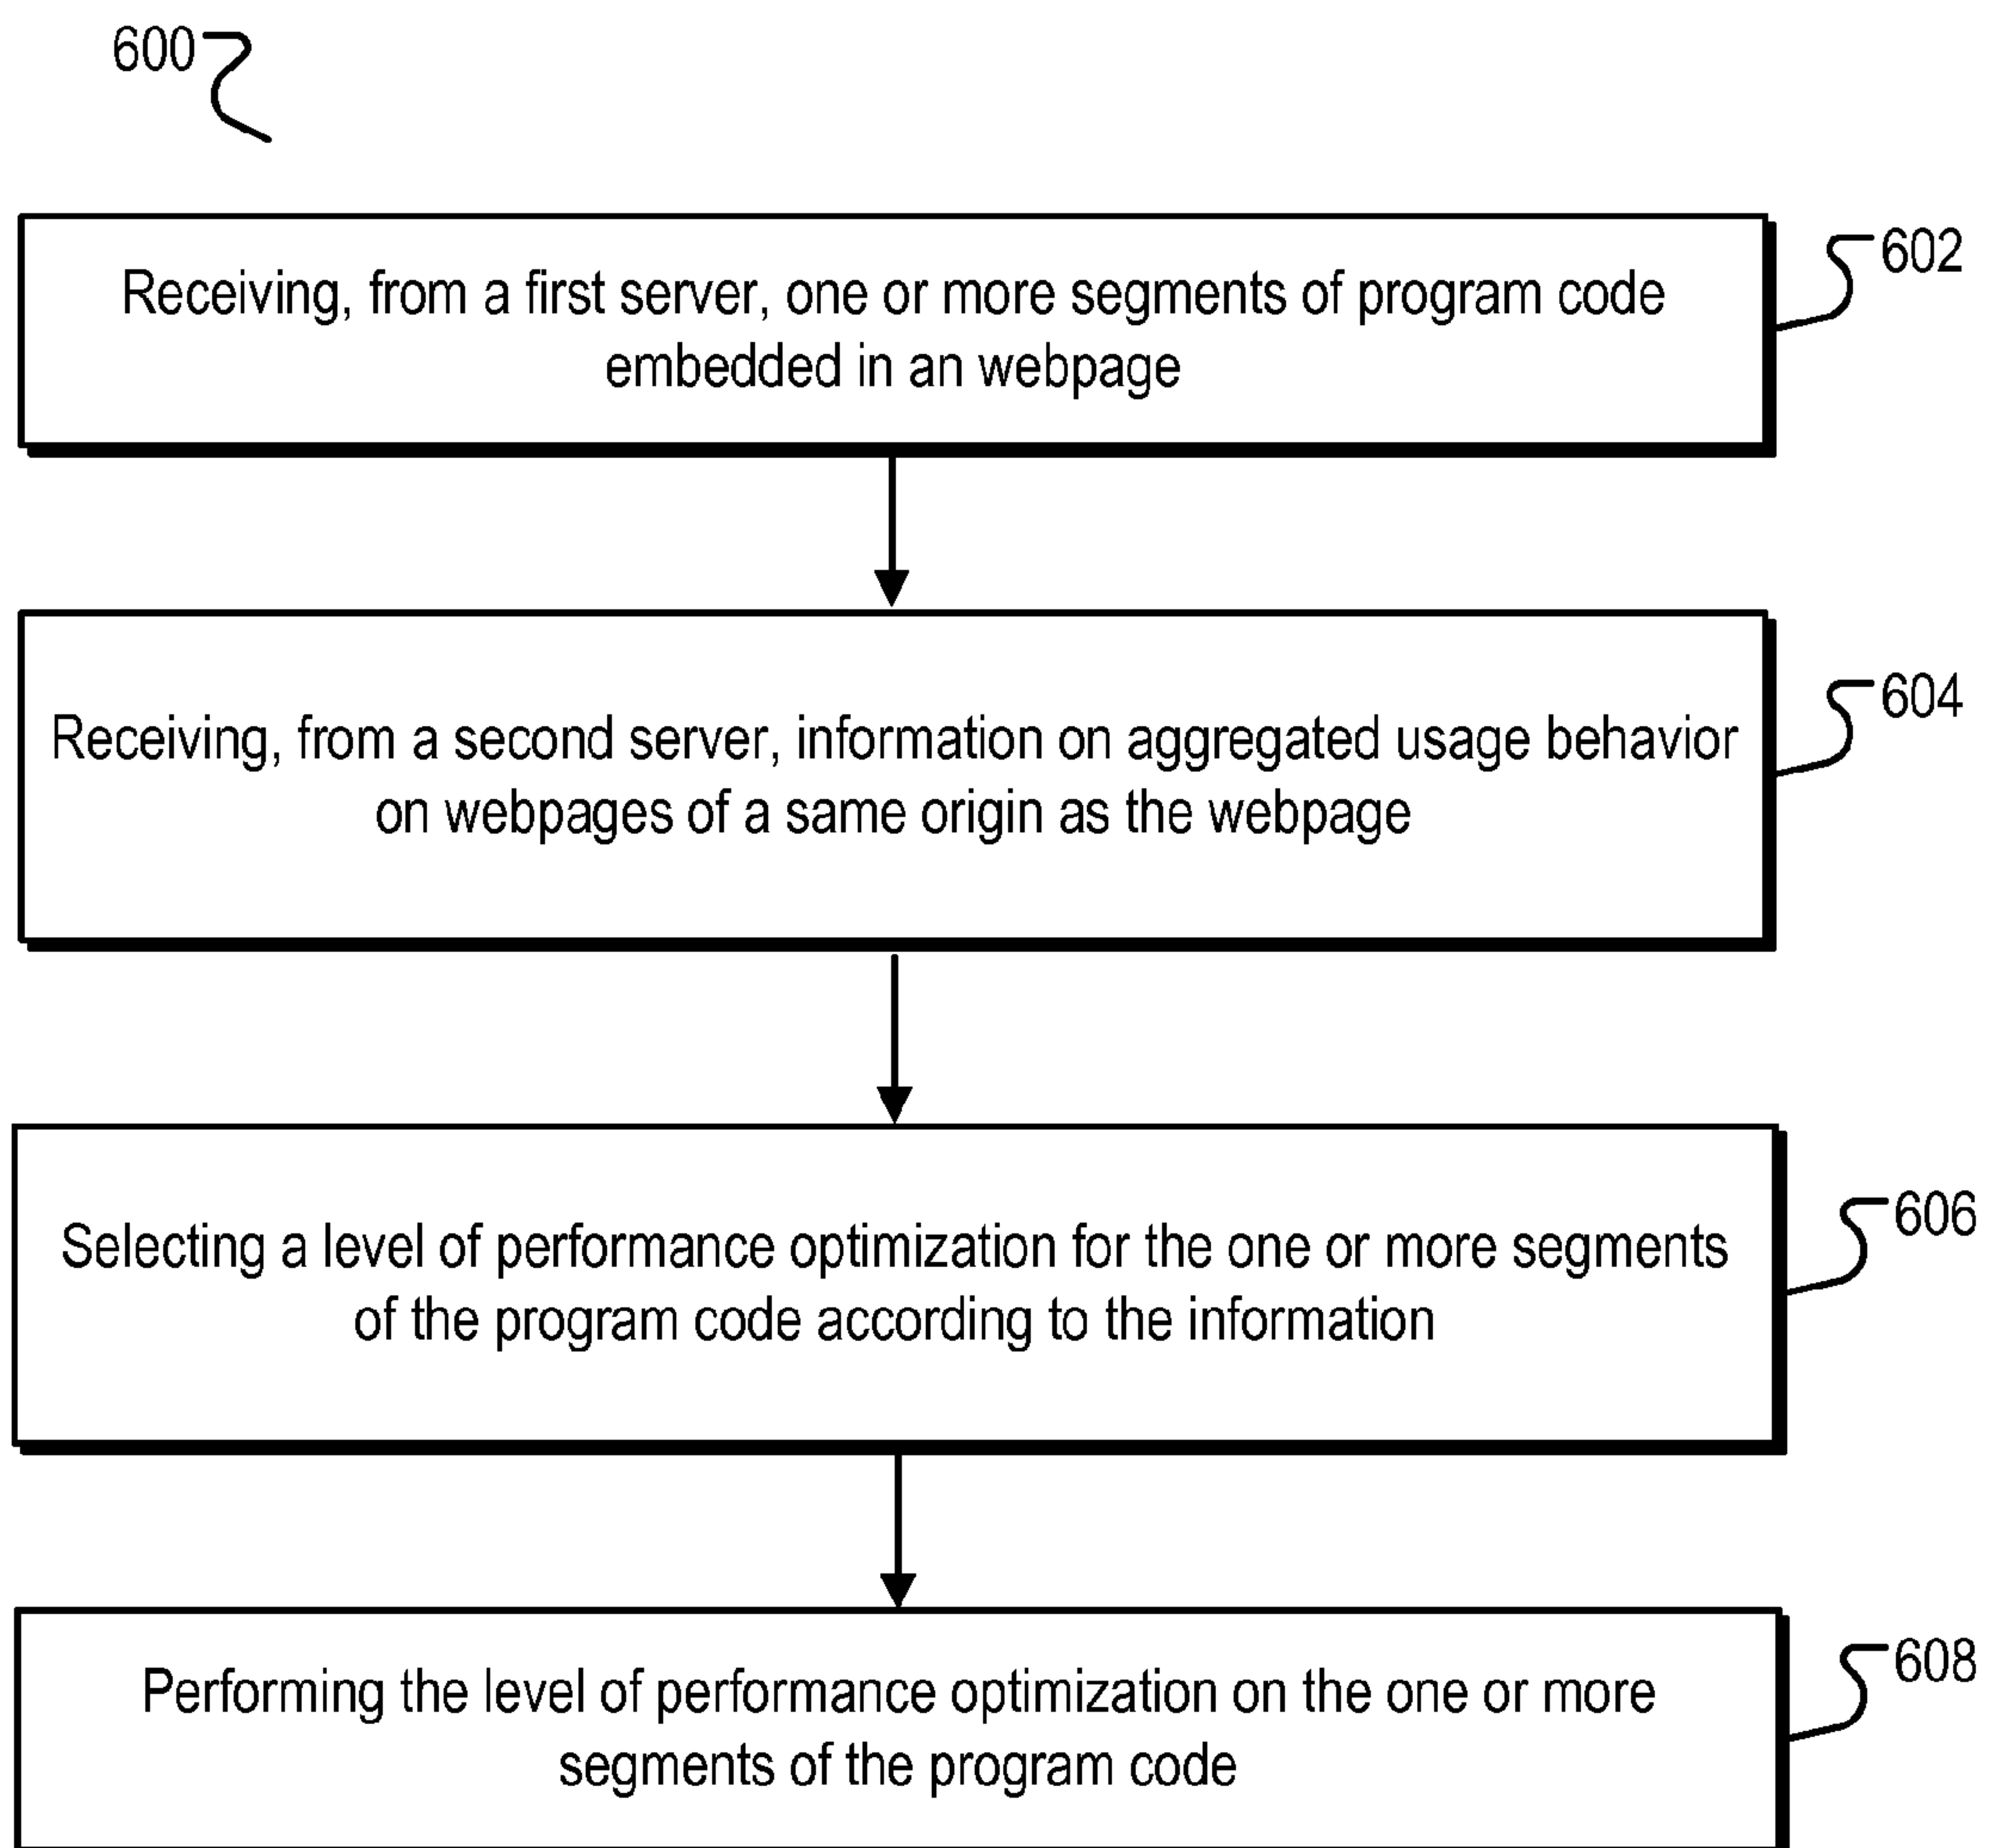 600
602
Receiving, from a first server, one or more segments of program code
embedded in an webpage
604
Receiving, from a second server, information on aggregated usage behavior
on webpages of a same origin as the webpage
606
Selecting a level of performance optimization for the one or more segments
of the program code according to the information
608
Performing the level of performance optimization on the one or more
segments of the program code